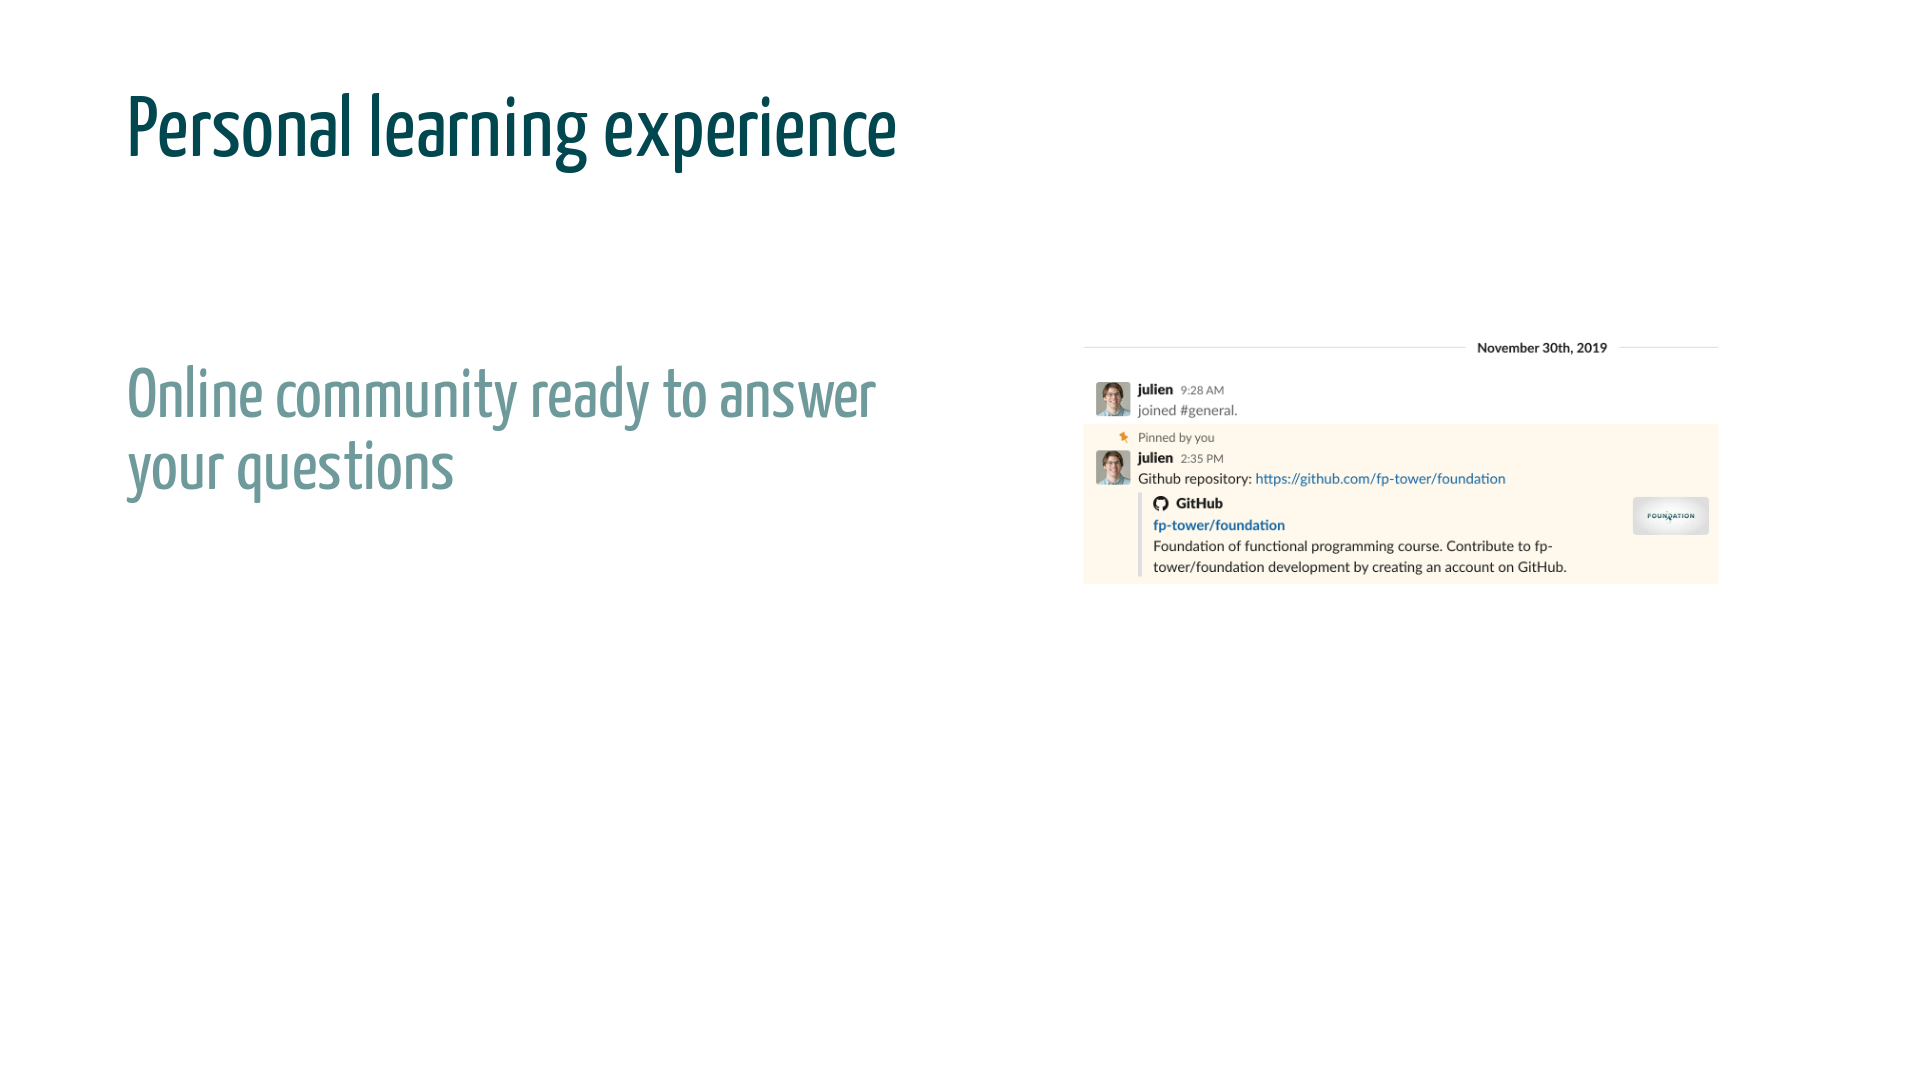 Personal learning experience
Online community ready to answer
your questions
November 30th, 2019
julien 9:28 AM
joined #general.
Pinned by you
julien 2:35 PM
Github repository: https://github.com/fp-tower/foundation
GitHub
fp-tower/foundation
Foundation of functional programming course. Contribute to fp-
tower/foundation development by creating an account on GitHub.
FOUNDATION